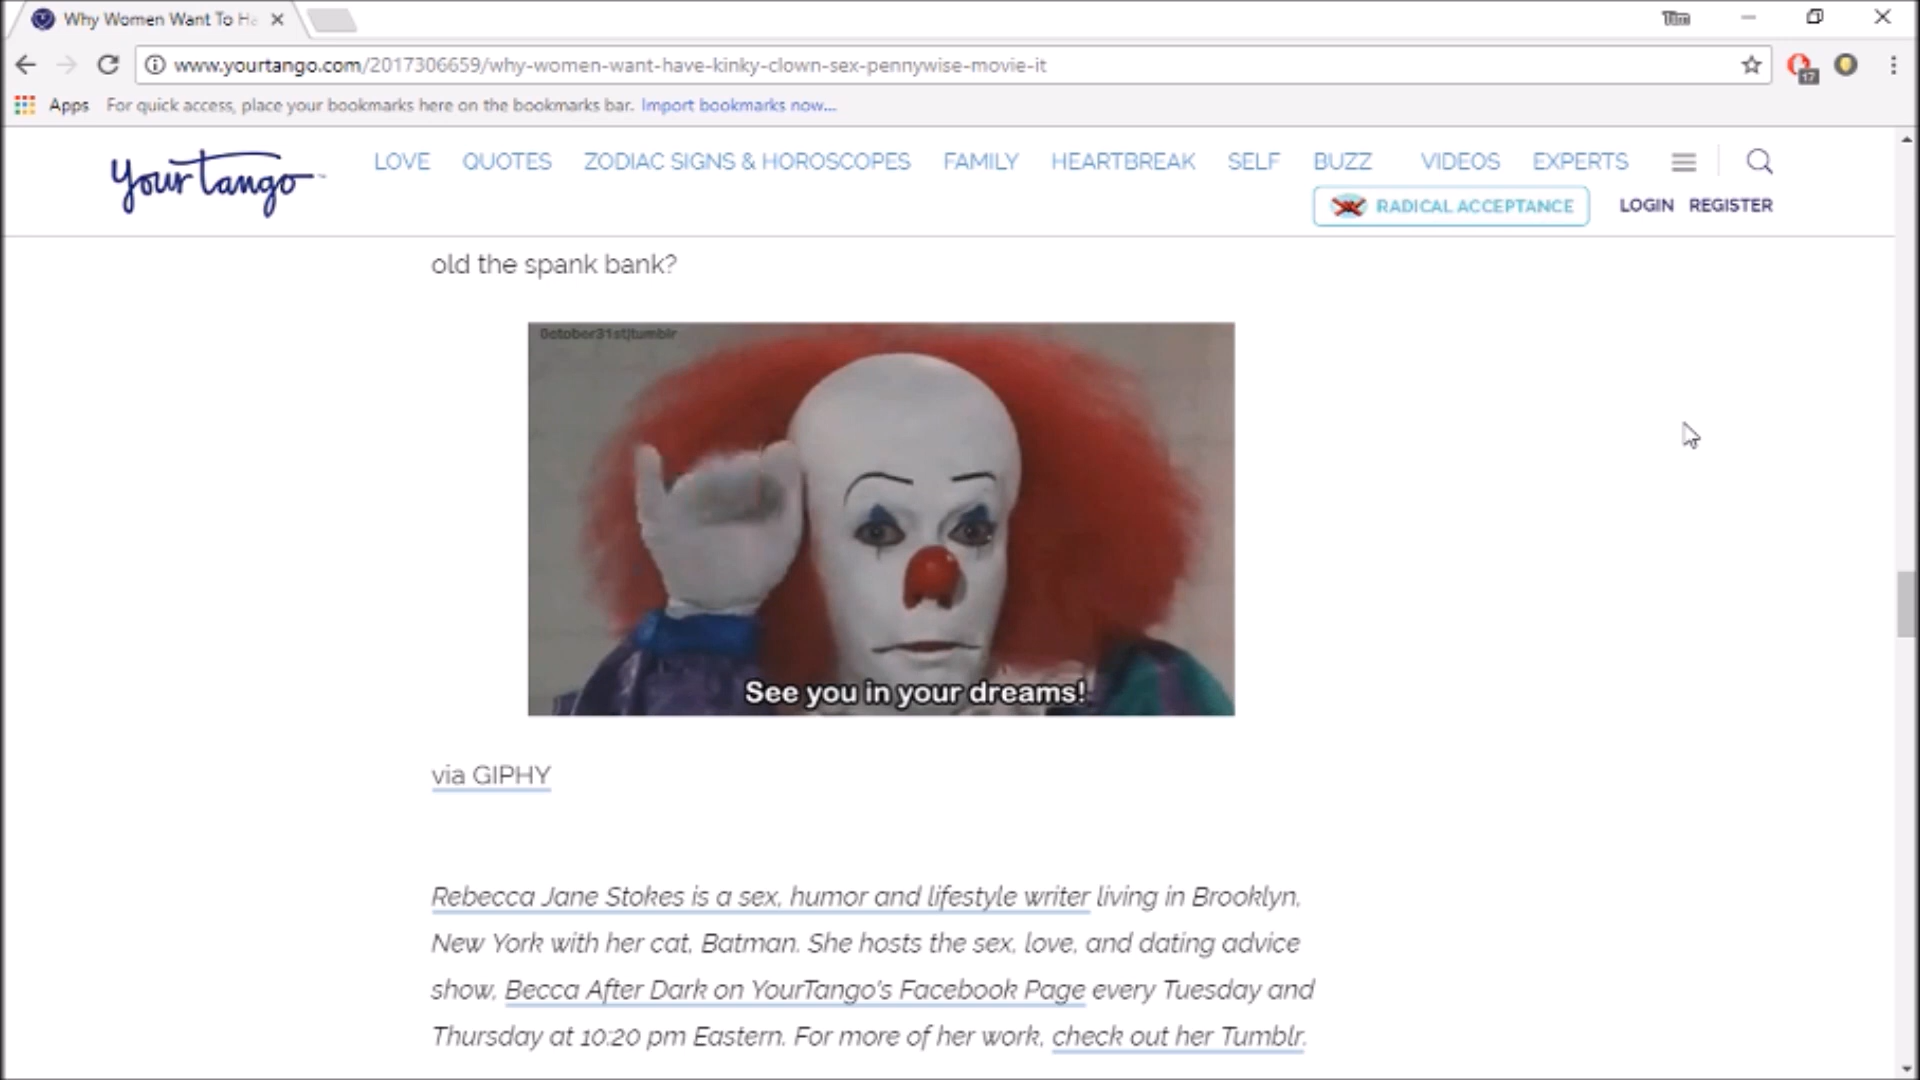 Why Women Want To Ha
Tim
www.yourtango.com/2017306659/why-women-want-have-kinky-clown-sex-pennywise-movie-it
17
Apps For quick access, place your bookmarks here on the bookmarks bar. Import bookmarks now...
YourTango
LOVE QUOTES ZODIAC SIGNS & HOROSCOPES FAMILY HEARTBREAK SELF BUZZ VIDEOS EXPERTS
RADICAL ACCEPTANCE LOGIN REGISTER
old the spank bank?
October31st|tumblr
See you in your dreams!
via GIPHY
Rebecca Jane Stokes is a sex, humor and lifestyle writer living in Brooklyn,
New York with her cat, Batman. She hosts the sex, love, and dating advice
show, Becca After Dark on YourTango's Facebook Page every Tuesday and
Thursday at 10:20 pm Eastern. For more of her work, check out her Tumblr.